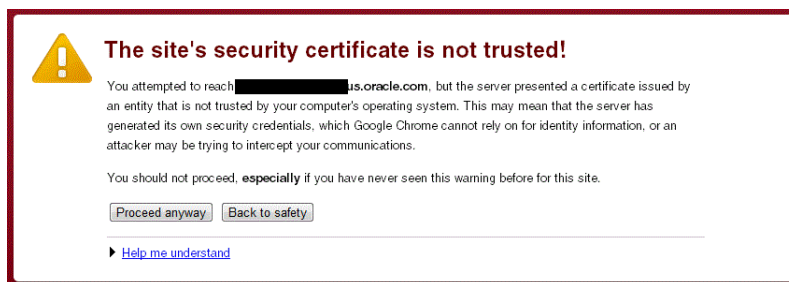 The site's security certificate is not trusted!
You attempted to reach us.oracle.com, but the server presented a certificate issued by
an entity that is not trusted by your computer's operating system. This may mean that the server has
generated its own security credentials, which Google Chrome cannot rely on for identity information, or an
attacker may be trying to intercept your communications.
You should not proceed, especially if you have never seen this warning before for this site.
Proceed anyway Back to safety
Help me understand